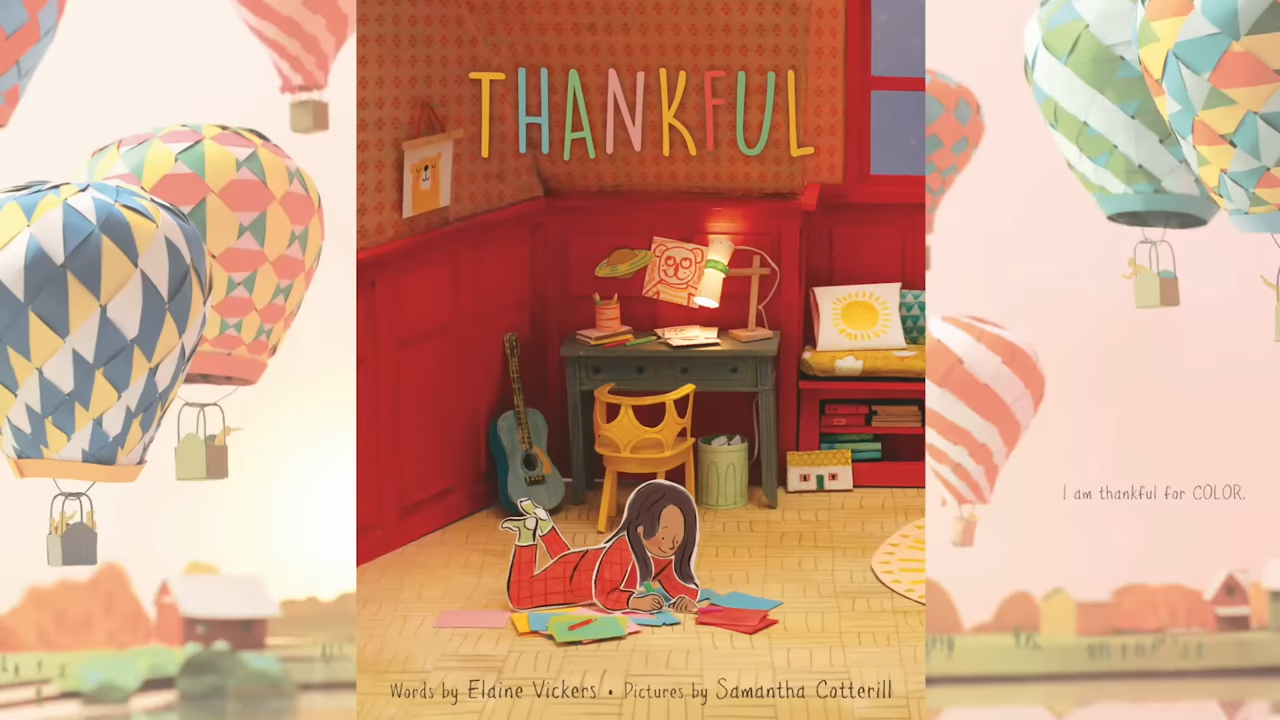 THANKFUL
I am thankful for COLOR.
Words by Elaine Vickers • Pictures by Samantha Cotterill